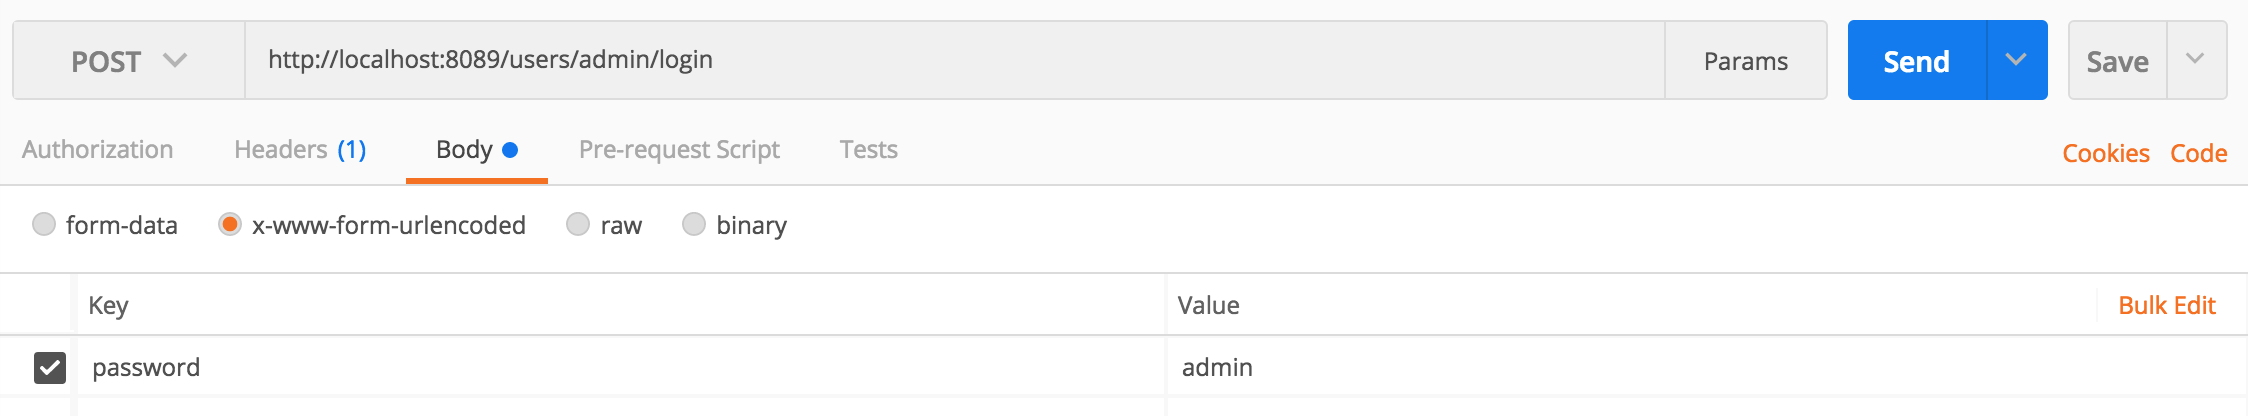 POST http://localhost:8089/users/admin/login Params Send Save
Authorization Headers (1) Body Pre-request Script Tests Cookies Code
form-data x-www-form-urlencoded raw binary
Key Value Bulk Edit
password admin